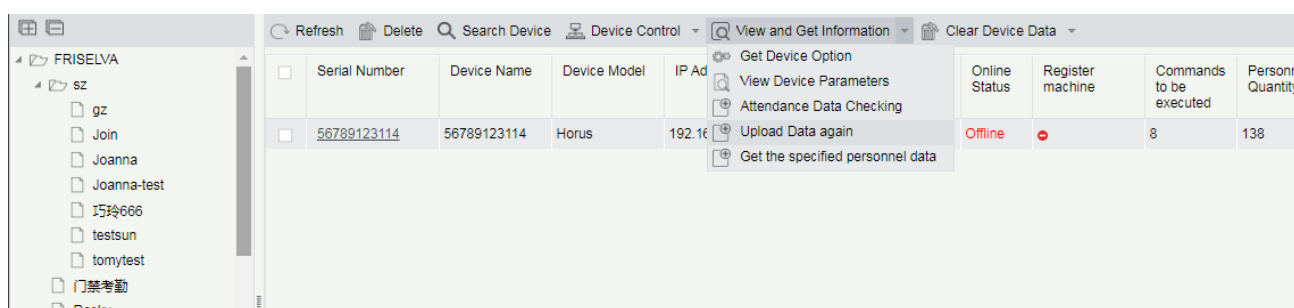 Refresh Delete Search Device Device Control View and Get Information Clear Device Data
FRISELVA
sz
gz
Join
Joanna
Joanna-test
巧玲666
testsun
tomytest
门禁考勤
Get Device Option
View Device Parameters
Attendance Data Checking
Upload Data again
Get the specified personnel data
Serial Number Device Name Device Model IP Ad Online Status Register machine Commands to be executed Personn Quantity
56789123114 56789123114 Horus 192.16 Offline 8 138